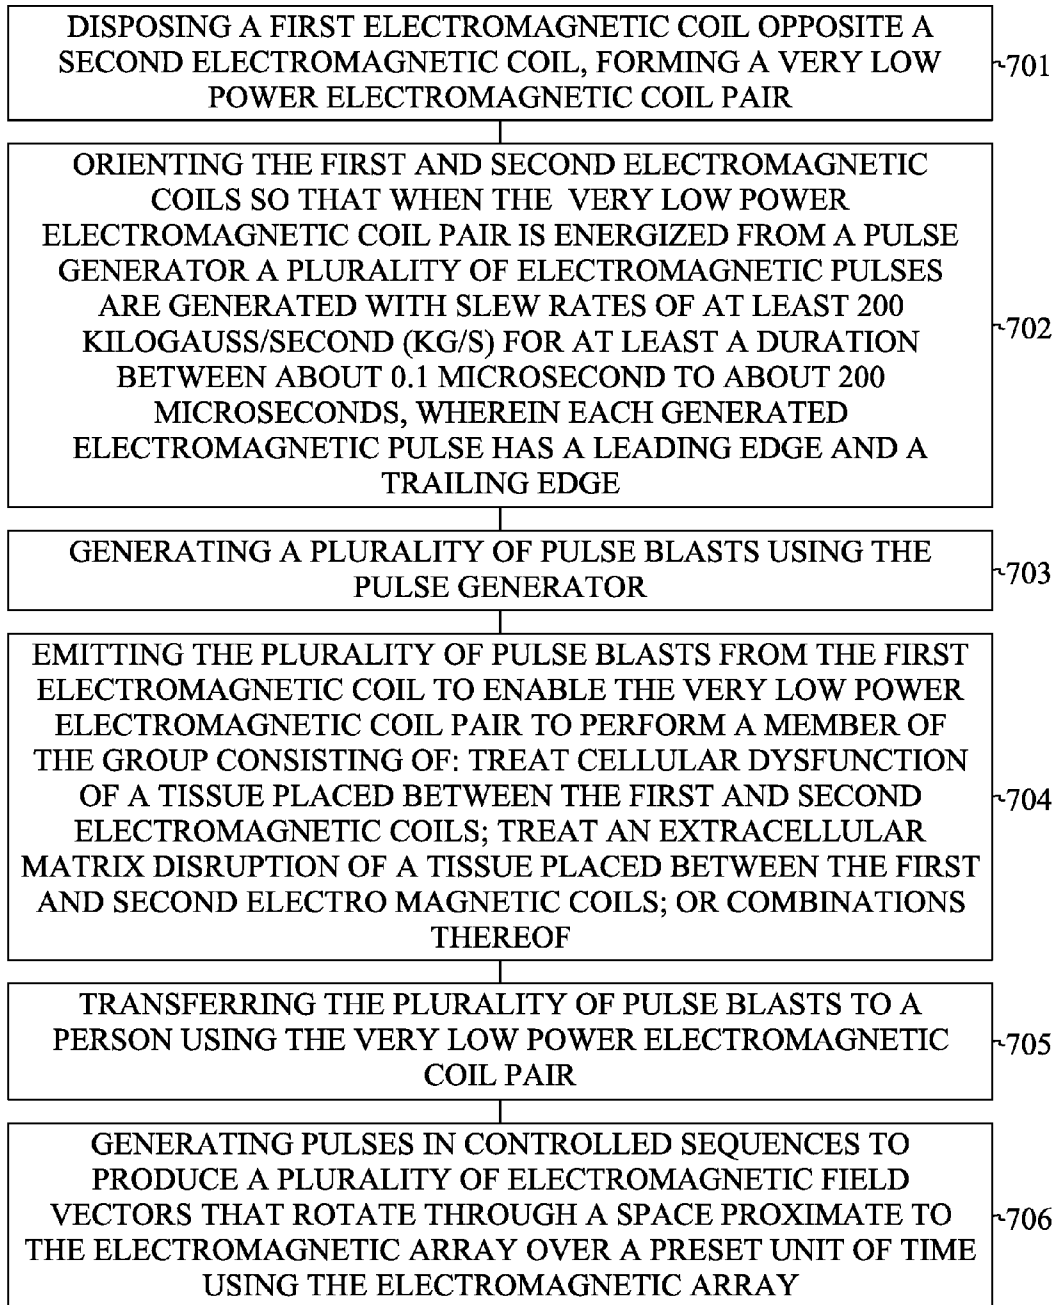 DISPOSING A FIRST ELECTROMAGNETIC COIL OPPOSITE A
SECOND ELECTROMAGNETIC COIL, FORMING A VERY LOW
POWER ELECTROMAGNETIC COIL PAIR
701
ORIENTING THE FIRST AND SECOND ELECTROMAGNETIC
COILS SO THAT WHEN THE VERY LOW POWER
ELECTROMAGNETIC COIL PAIR IS ENERGIZED FROM A PULSE
GENERATOR A PLURALITY OF ELECTROMAGNETIC PULSES
ARE GENERATED WITH SLEW RATES OF AT LEAST 200
KILOGAUSS/SECOND (KG/S) FOR AT LEAST A DURATION
BETWEEN ABOUT 0.1 MICROSECOND TO ABOUT 200
MICROSECONDS, WHEREIN EACH GENERATED
ELECTROMAGNETIC PULSE HAS A LEADING EDGE AND A
TRAILING EDGE
702
GENERATING A PLURALITY OF PULSE BLASTS USING THE
PULSE GENERATOR
703
EMITTING THE PLURALITY OF PULSE BLASTS FROM THE FIRST
ELECTROMAGNETIC COIL TO ENABLE THE VERY LOW POWER
ELECTROMAGNETIC COIL PAIR TO PERFORM A MEMBER OF
THE GROUP CONSISTING OF: TREAT CELLULAR DYSFUNCTION
OF A TISSUE PLACED BETWEEN THE FIRST AND SECOND
ELECTROMAGNETIC COILS; TREAT AN EXTRACELLULAR
MATRIX DISRUPTION OF A TISSUE PLACED BETWEEN THE FIRST
AND SECOND ELECTRO MAGNETIC COILS; OR COMBINATIONS
THEREOF
704
TRANSFERRING THE PLURALITY OF PULSE BLASTS TO A
PERSON USING THE VERY LOW POWER ELECTROMAGNETIC
COIL PAIR
705
GENERATING PULSES IN CONTROLLED SEQUENCES TO
PRODUCE A PLURALITY OF ELECTROMAGNETIC FIELD
VECTORS THAT ROTATE THROUGH A SPACE PROXIMATE TO
THE ELECTROMAGNETIC ARRAY OVER A PRESET UNIT OF TIME
USING THE ELECTROMAGNETIC ARRAY
706